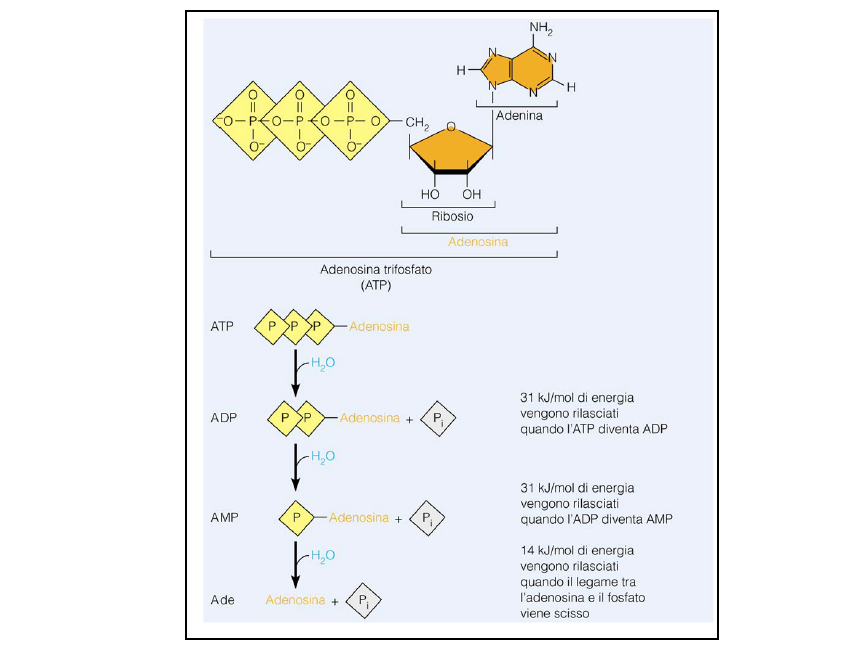 NH2
N
N
H
N
N
H
Adenina
O O O
−O P O P O P O CH2
O− O− O−
O
HO OH
Ribosio
Adenosina
Adenosina trifosfato
(ATP)
ATP P P P Adenosina
H2O
ADP P P Adenosina + Pi
31 kJ/mol di energia
vengono rilasciati
quando l'ATP diventa ADP
H2O
AMP P Adenosina + Pi
31 kJ/mol di energia
vengono rilasciati
quando l'ADP diventa AMP
H2O
Ade Adenosina + Pi
14 kJ/mol di energia
vengono rilasciati
quando il legame tra
l'adenosina e il fosfato
viene scisso